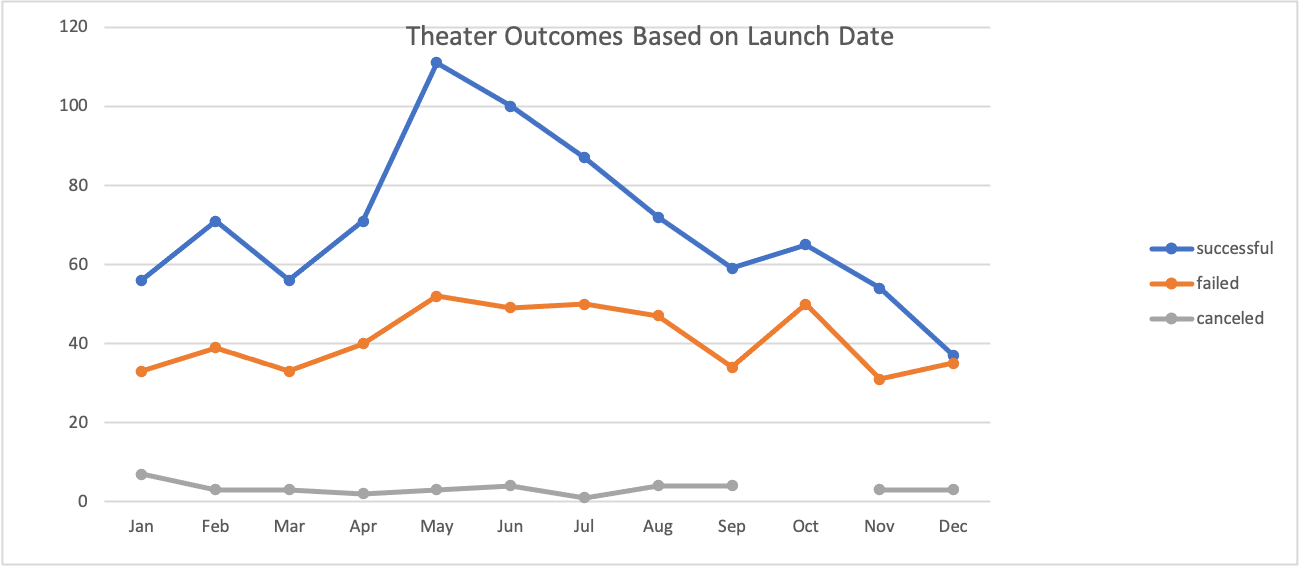 Theater Outcomes Based on Launch Date
120
100
80
60
40
20
0
Jan Feb Mar Apr May Jun Jul Aug Sep Oct Nov Dec
successful
failed
canceled